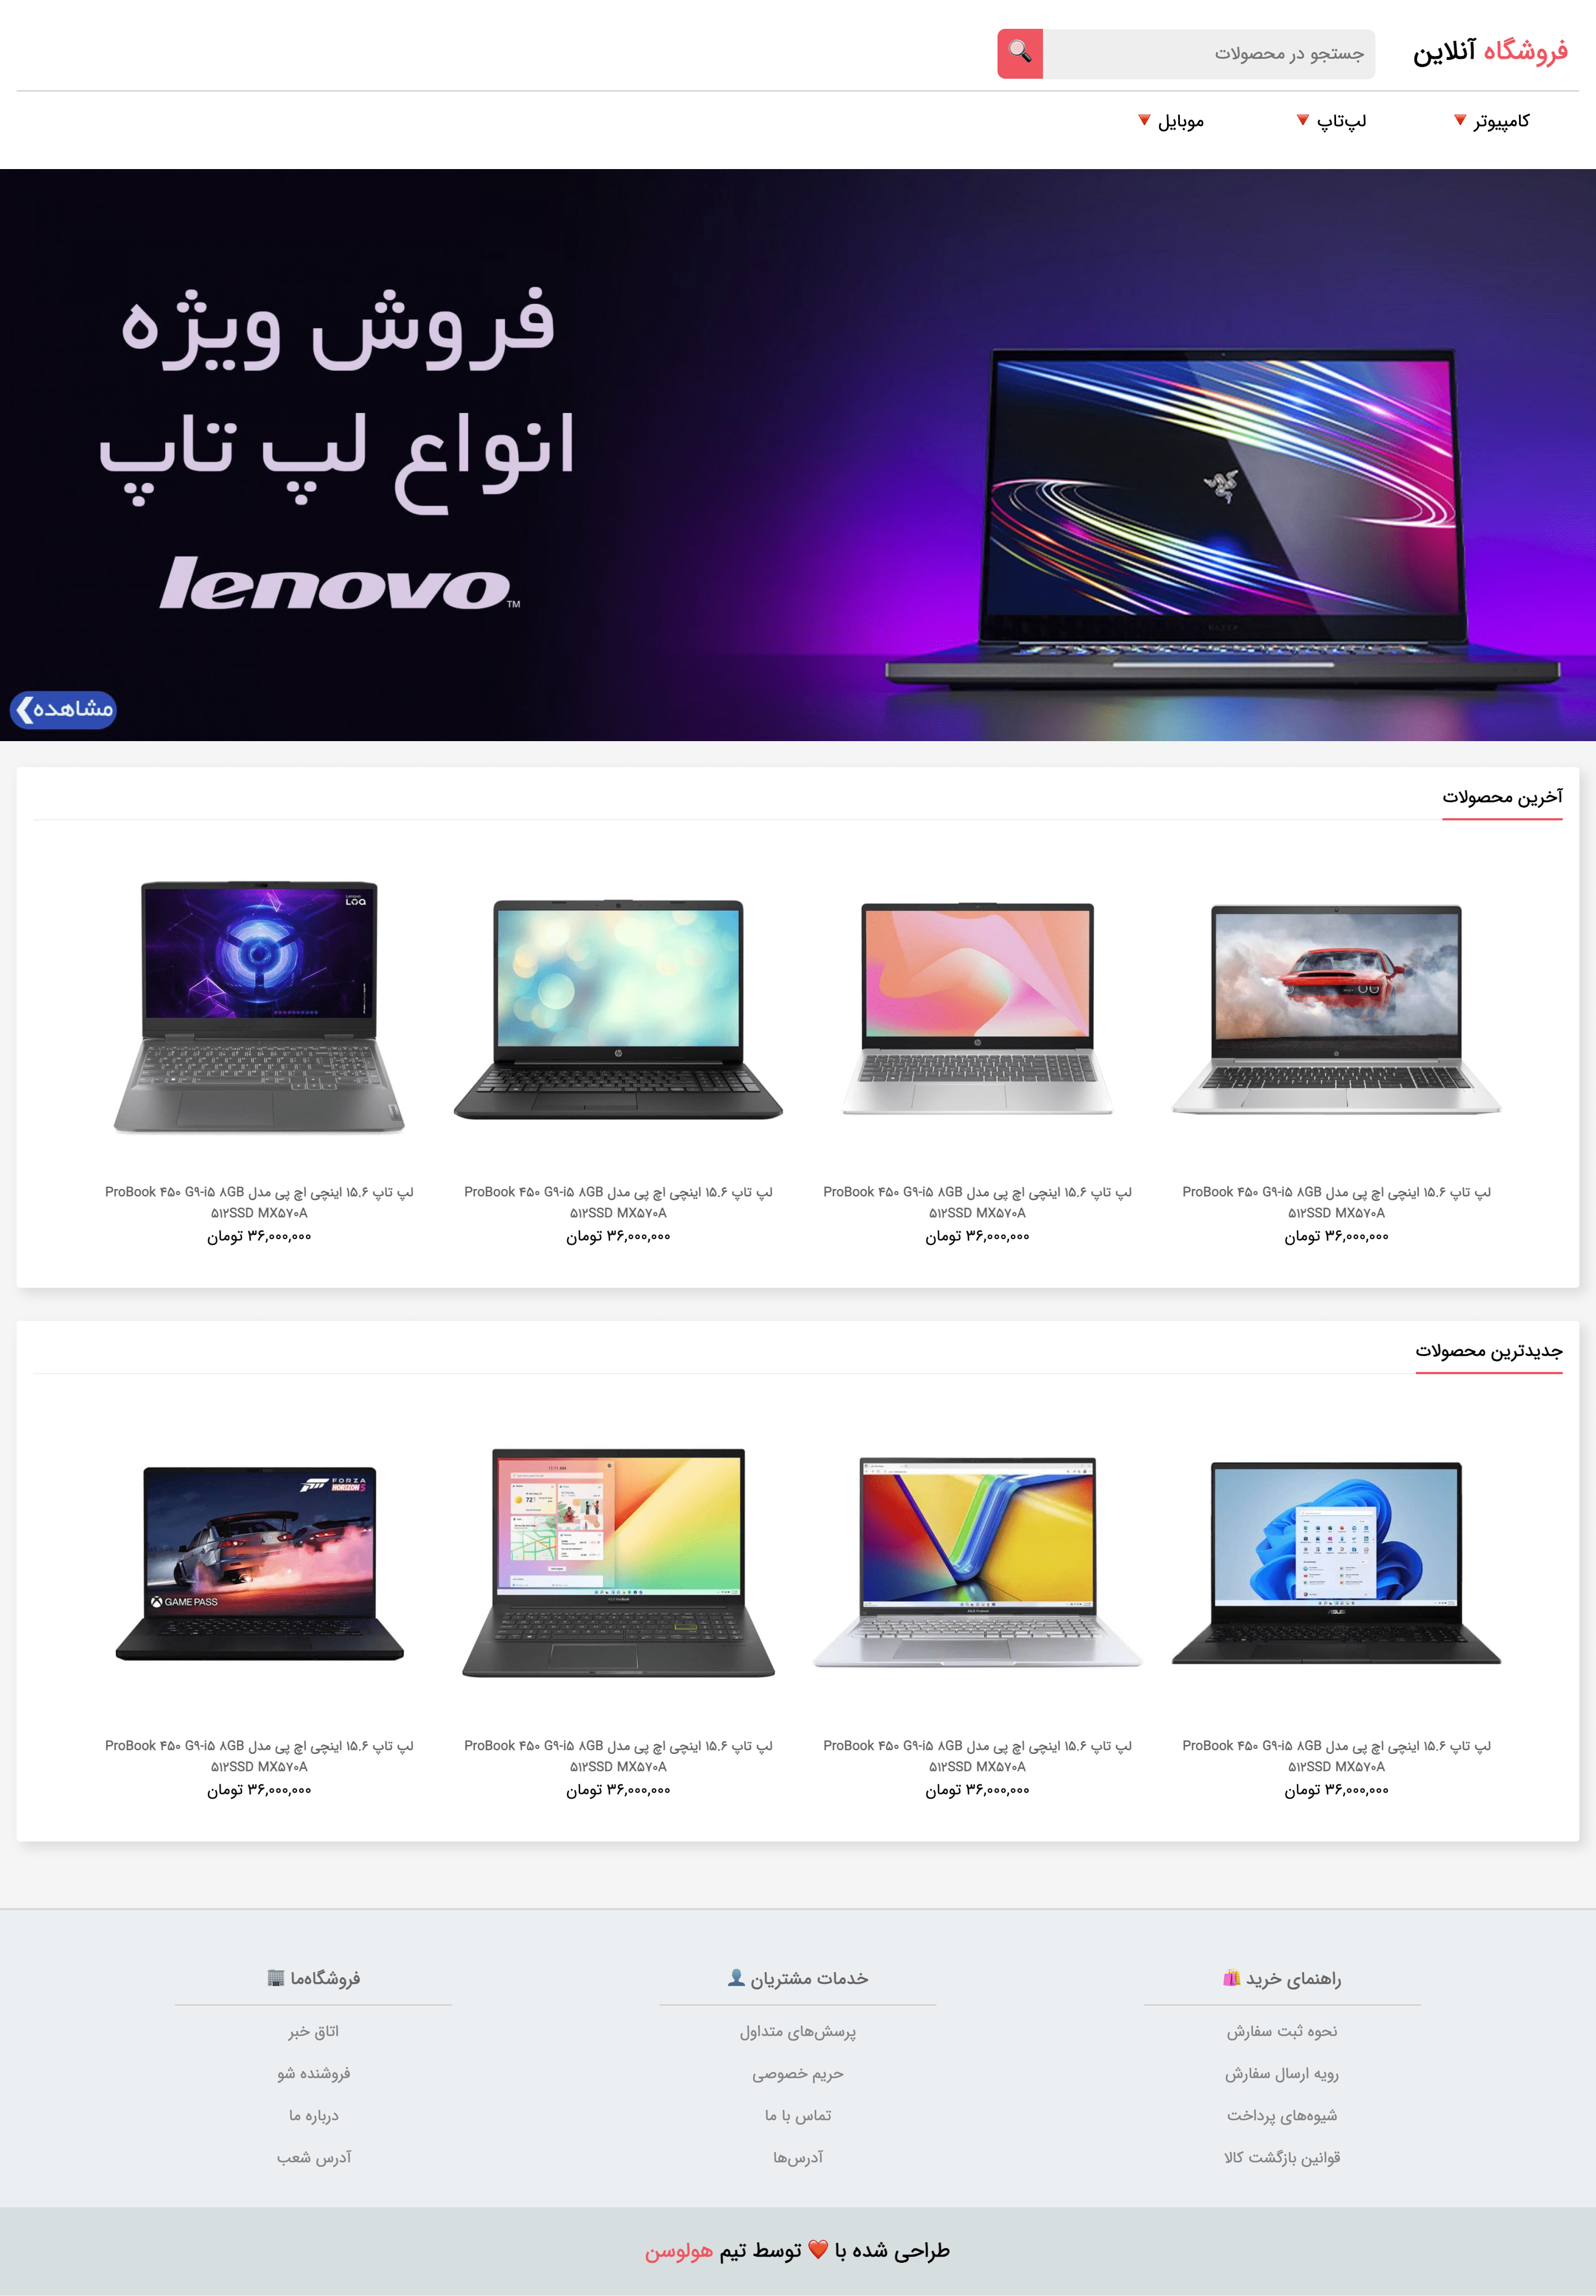 فروشگاه آنلاین
جستجو در محصولات
کامپیوتر
لپ‌تاپ
موبایل
فروش ویژه
انواع لپ تاپ
lenovo™
مشاهده
آخرین محصولات
لپ تاپ ۱۵.۶ اینچی اچ پی مدل ProBook ۴۵۰ G۹-i۵ ۸GB
۵۱۲SSD MX۵۷۰A
۳۶,۰۰۰,۰۰۰ تومان
لپ تاپ ۱۵.۶ اینچی اچ پی مدل ProBook ۴۵۰ G۹-i۵ ۸GB
۵۱۲SSD MX۵۷۰A
۳۶,۰۰۰,۰۰۰ تومان
لپ تاپ ۱۵.۶ اینچی اچ پی مدل ProBook ۴۵۰ G۹-i۵ ۸GB
۵۱۲SSD MX۵۷۰A
۳۶,۰۰۰,۰۰۰ تومان
Lenovo
LOQ
لپ تاپ ۱۵.۶ اینچی اچ پی مدل ProBook ۴۵۰ G۹-i۵ ۸GB
۵۱۲SSD MX۵۷۰A
۳۶,۰۰۰,۰۰۰ تومان
جدیدترین محصولات
ASUS
لپ تاپ ۱۵.۶ اینچی اچ پی مدل ProBook ۴۵۰ G۹-i۵ ۸GB
۵۱۲SSD MX۵۷۰A
۳۶,۰۰۰,۰۰۰ تومان
لپ تاپ ۱۵.۶ اینچی اچ پی مدل ProBook ۴۵۰ G۹-i۵ ۸GB
۵۱۲SSD MX۵۷۰A
۳۶,۰۰۰,۰۰۰ تومان
11:11 AM
لپ تاپ ۱۵.۶ اینچی اچ پی مدل ProBook ۴۵۰ G۹-i۵ ۸GB
۵۱۲SSD MX۵۷۰A
۳۶,۰۰۰,۰۰۰ تومان
FORZA
HORIZON 5
GAME PASS
لپ تاپ ۱۵.۶ اینچی اچ پی مدل ProBook ۴۵۰ G۹-i۵ ۸GB
۵۱۲SSD MX۵۷۰A
۳۶,۰۰۰,۰۰۰ تومان
راهنمای خرید
نحوه ثبت سفارش
رویه ارسال سفارش
شیوه‌های پرداخت
قوانین بازگشت کالا
خدمات مشتریان
پرسش‌های متداول
حریم خصوصی
تماس با ما
آدرس‌ها
فروشگاه‌ما
اتاق خبر
فروشنده شو
درباره ما
آدرس شعب
طراحی شده با ❤️ توسط تیم هولوسن